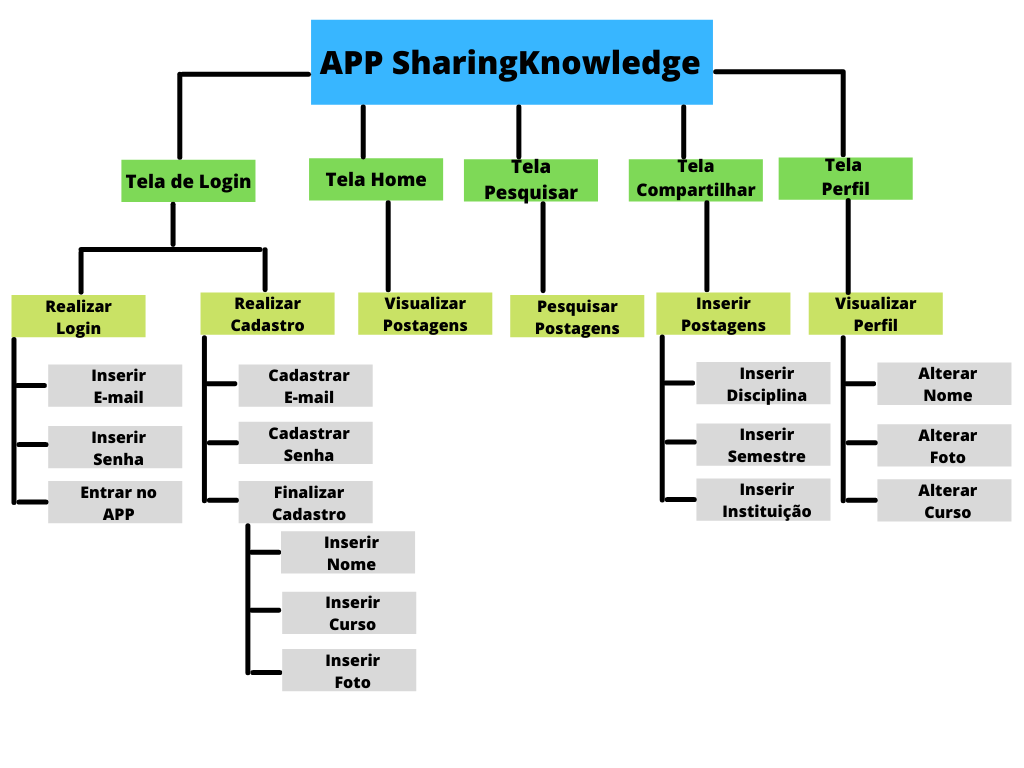 APP SharingKnowledge
Tela de Login
Tela Home
Tela
Pesquisar
Tela
Compartilhar
Tela
Perfil
Realizar
Login
Realizar
Cadastro
Visualizar
Postagens
Pesquisar
Postagens
Inserir
Postagens
Visualizar
Perfil
Inserir
E-mail
Inserir
Senha
Entrar no
APP
Cadastrar
E-mail
Cadastrar
Senha
Finalizar
Cadastro
Inserir
Nome
Inserir
Curso
Inserir
Foto
Inserir
Disciplina
Inserir
Semestre
Inserir
Instituição
Alterar
Nome
Alterar
Foto
Alterar
Curso